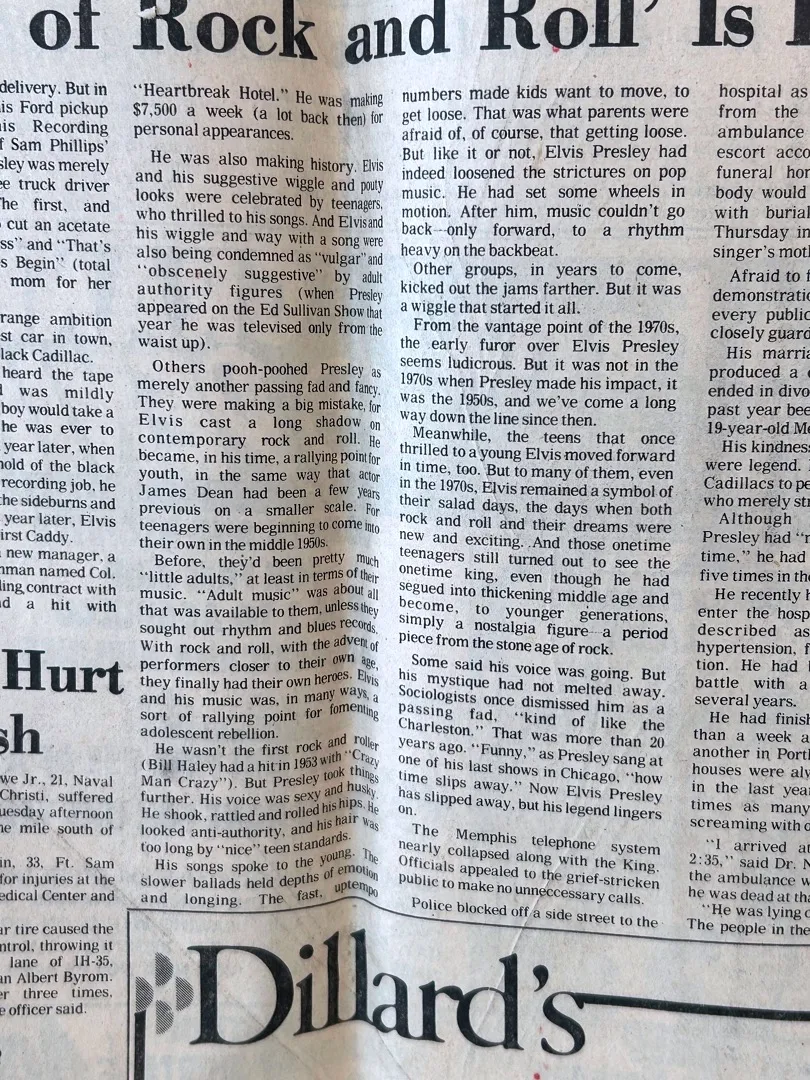 of Rock and Roll' Is
delivery. But in
his Ford pickup
his Recording
Sam Phillips'
sley was merely
truck driver
The first, and
cut an acetate
ss" and "That's
s Begin" (total
mom for her
range ambition
st car in town,
lack Cadillac.
heard the tape
was mildly
boy would take a
he was ever to
year later, when
hold of the black
recording job, he
the sideburns and
year later, Elvis
irst Caddy.
new manager, a
nman named Col.
ling contract with
a hit with
Hurt
sh
we Jr., 21, Naval
Christi, suffered
uesday afternoon
ne mile south of
in, 33, Ft. Sam
for injuries at the
edical Center and
ar tire caused the
ntrol, throwing it
lane of IH-35,
an Albert Byrom.
er three times,
e officer said.
"Heartbreak Hotel." He was making
$7,500 a week (a lot back then) for
personal appearances.
He was also making history. Elvis
and his suggestive wiggle and pouty
looks were celebrated by teenagers,
who thrilled to his songs. And Elvis and
his wiggle and way with a song were
also being condemned as "vulgar" and
"obscenely suggestive" by adult
authority figures (when Presley
appeared on the Ed Sullivan Show that
year he was televised only from the
waist up).
Others pooh-poohed Presley as
merely another passing fad and fancy.
They were making a big mistake, for
Elvis cast a long shadow on
contemporary rock and roll. He
became, in his time, a rallying point for
youth, in the same way that actor
James Dean had been a few years
previous on a smaller scale. For
teenagers were beginning to come into
their own in the middle 1950s.
Before, they'd been pretty much
"little adults," at least in terms of their
music. "Adult music" was about all
that was available to them, unless they
sought out rhythm and blues records.
With rock and roll, with the advent of
performers closer to their own age,
they finally had their own heroes. Elvis
and his music was, in many ways, a
sort of rallying point for fomenting
adolescent rebellion.
He wasn't the first rock and roller
(Bill Haley had a hit in 1953 with "Crazy
Man Crazy"). But Presley took things
further. His voice was sexy and husky.
He shook, rattled and rolled his hips. He
looked anti-authority, and his hair was
too long by "nice" teen standards.
His songs spoke to the young. The
slower ballads held depths of emotion
and longing. The fast, uptempo
numbers made kids want to move, to
get loose. That was what parents were
afraid of, of course, that getting loose.
But like it or not, Elvis Presley had
indeed loosened the strictures on pop
music. He had set some wheels in
motion. After him, music couldn't go
back--only forward, to a rhythm
heavy on the backbeat.
Other groups, in years to come,
kicked out the jams farther. But it was
a wiggle that started it all.
From the vantage point of the 1970s,
the early furor over Elvis Presley
seems ludicrous. But it was not in the
1970s when Presley made his impact, it
was the 1950s, and we've come a long
way down the line since then.
Meanwhile, the teens that once
thrilled to a young Elvis moved forward
in time, too. But to many of them, even
in the 1970s, Elvis remained a symbol of
their salad days, the days when both
rock and roll and their dreams were
new and exciting. And those onetime
teenagers still turned out to see the
onetime king, even though he had
segued into thickening middle age and
become, to younger generations,
simply a nostalgia figure--a period
piece from the stone age of rock.
Some said his voice was going. But
his mystique had not melted away.
Sociologists once dismissed him as a
passing fad, "kind of like the
Charleston." That was more than 20
years ago. "Funny," as Presley sang at
one of his last shows in Chicago, "how
time slips away." Now Elvis Presley
has slipped away, but his legend lingers
on.
The Memphis telephone system
nearly collapsed along with the King.
Officials appealed to the grief-stricken
public to make no unneccessary calls.
Police blocked off a side street to the
hospital as
from the
ambulance
escort acco
funeral hor
body would
with burial
Thursday in
singer's moth
Afraid to f
demonstratio
every public
closely guard
His marria
produced a
ended in divo
past year bee
19-year-old Me
His kindness
were legend.
Cadillacs to pe
who merely str
Although
Presley had "n
time," he had
five times in th
He recently h
enter the hosp
described as
hypertension, f
tion. He had
battle with a
several years.
He had finish
than a week a
another in Port
houses were alw
in the last year
times as many
screaming with
"I arrived at
2:35," said Dr. N
the ambulance w
he was dead at tha
"He was lying
The people in the
Dillard's